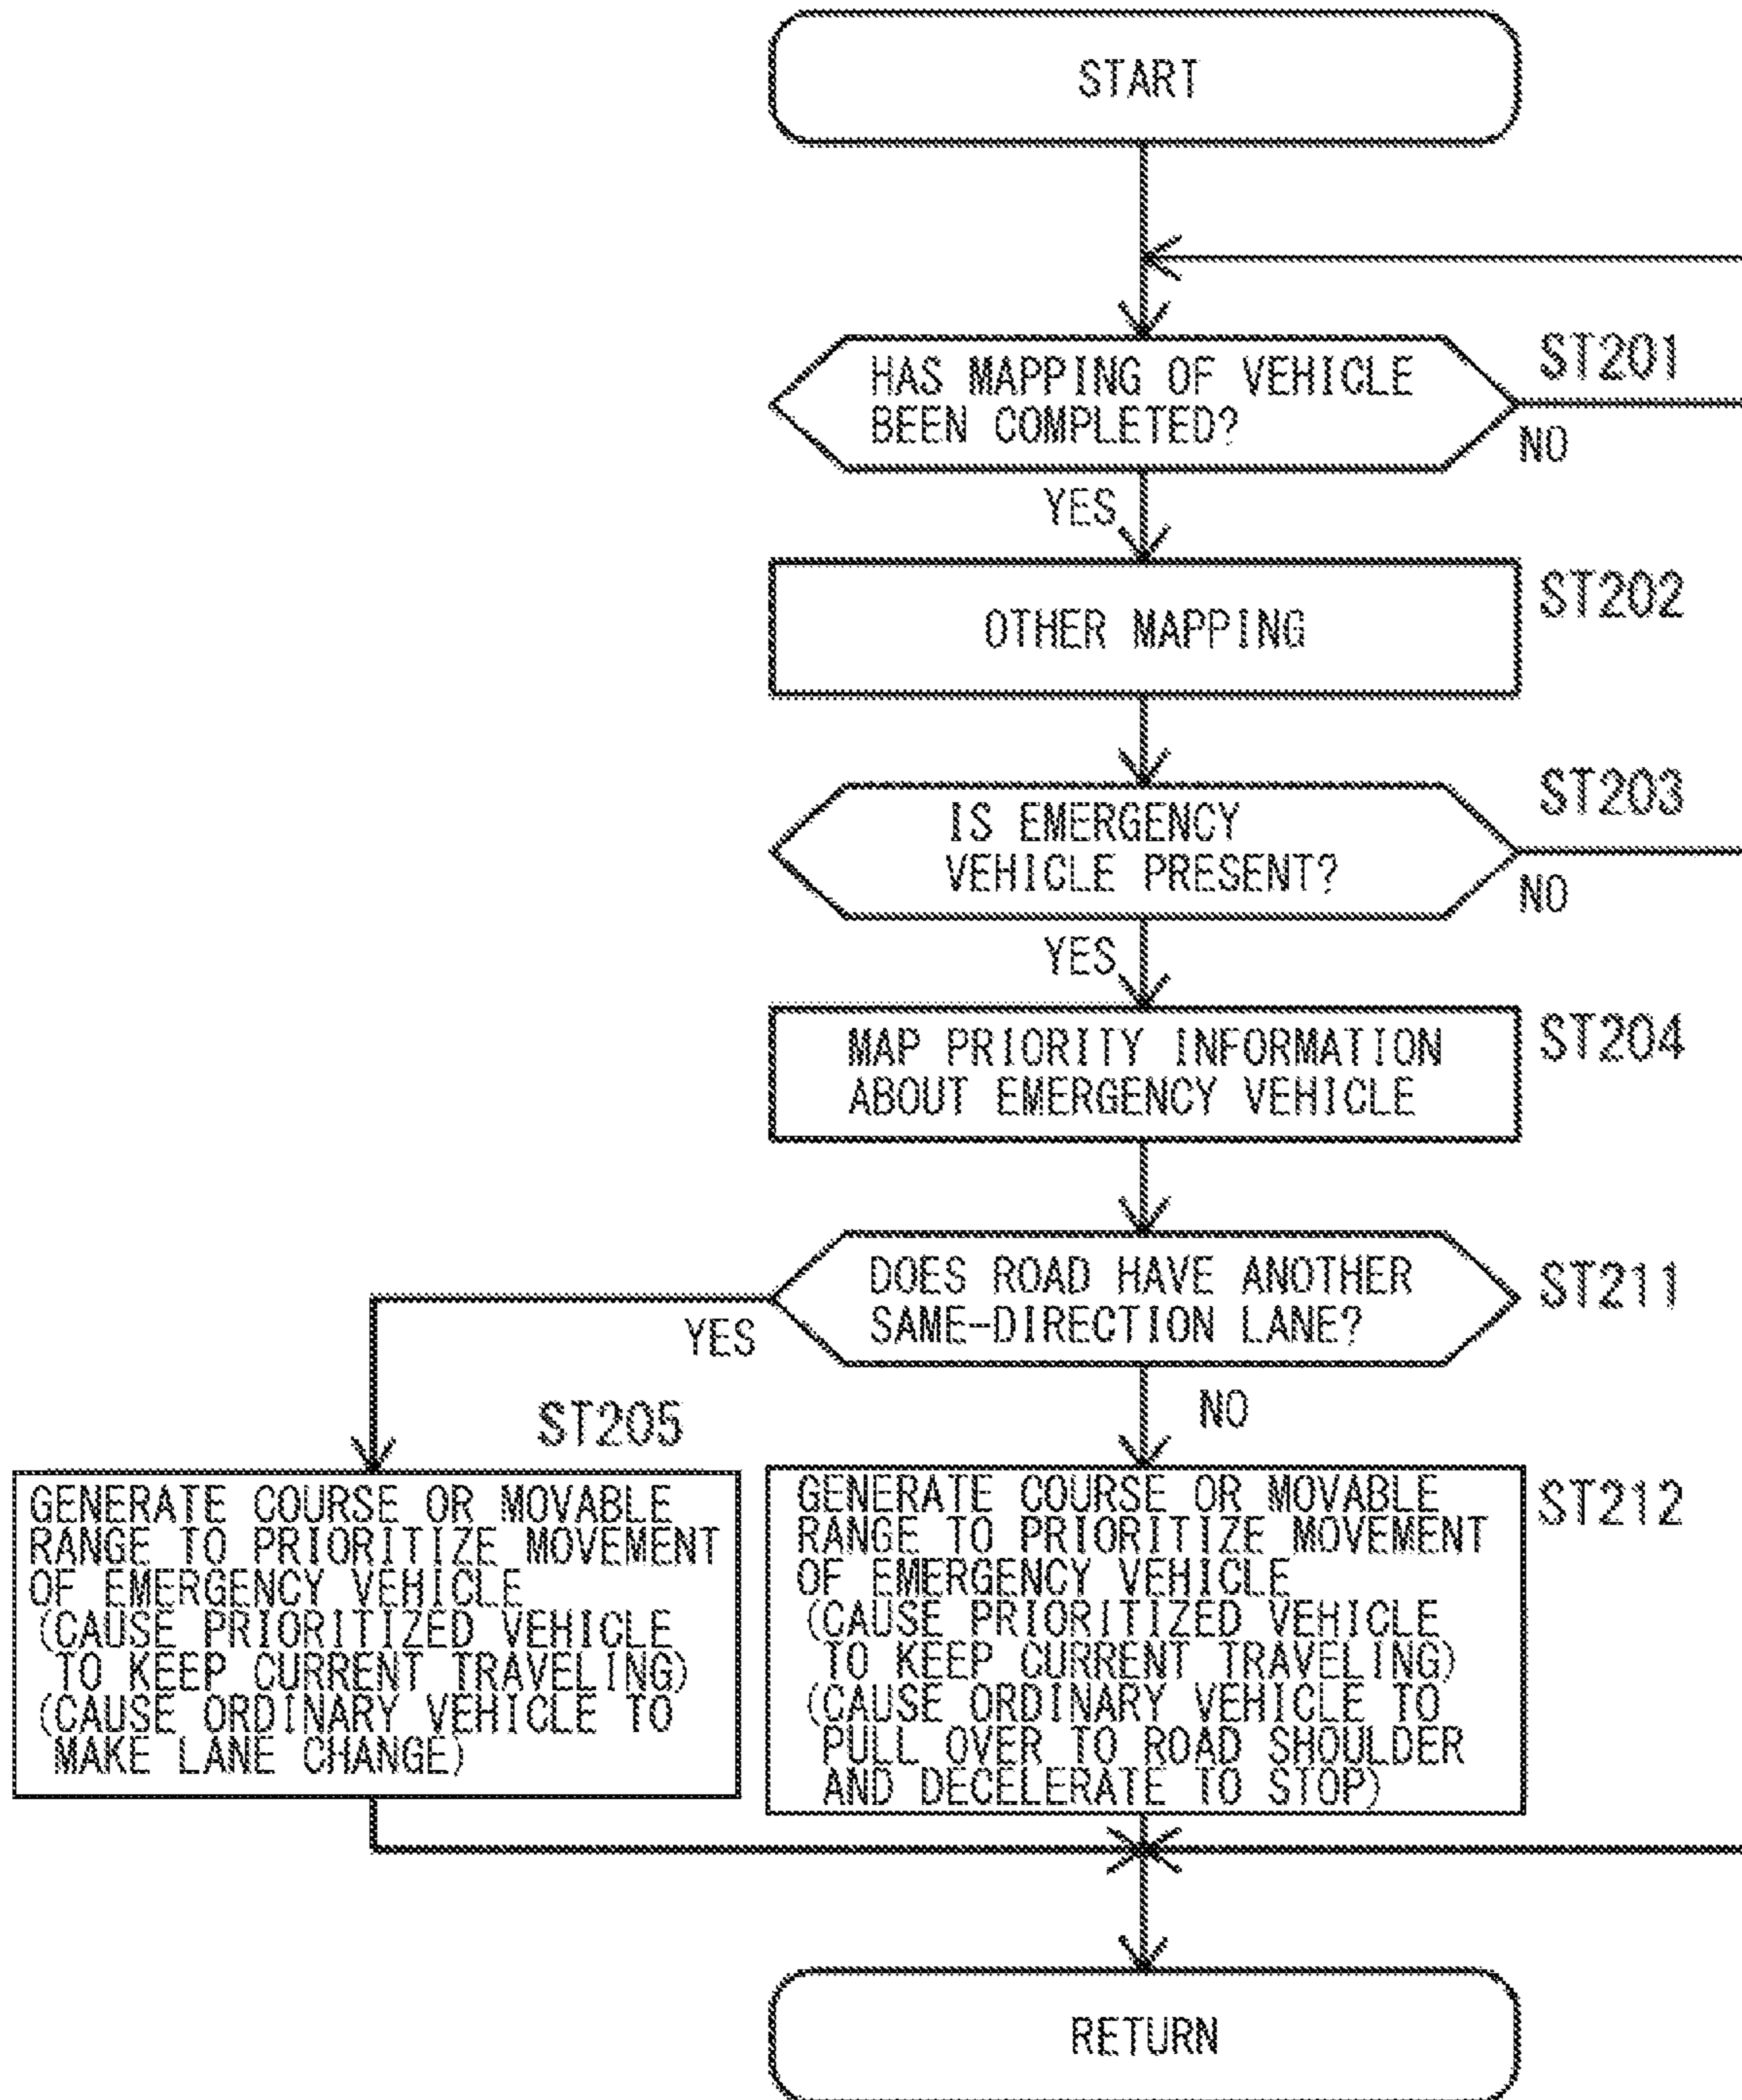 START
HAS MAPPING OF VEHICLE
BEEN COMPLETED?
ST201
NO
YES
OTHER MAPPING
ST202
IS EMERGENCY
VEHICLE PRESENT?
ST203
NO
YES
MAP PRIORITY INFORMATION
ABOUT EMERGENCY VEHICLE
ST204
DOES ROAD HAVE ANOTHER
SAME-DIRECTION LANE?
ST211
YES
NO
ST205
GENERATE COURSE OR MOVABLE
RANGE TO PRIORITIZE MOVEMENT
OF EMERGENCY VEHICLE
(CAUSE PRIORITIZED VEHICLE
TO KEEP CURRENT TRAVELING)
(CAUSE ORDINARY VEHICLE TO
MAKE LANE CHANGE)
GENERATE COURSE OR MOVABLE
RANGE TO PRIORITIZE MOVEMENT
OF EMERGENCY VEHICLE
(CAUSE PRIORITIZED VEHICLE
TO KEEP CURRENT TRAVELING)
(CAUSE ORDINARY VEHICLE TO
PULL OVER TO ROAD SHOULDER
AND DECELERATE TO STOP)
ST212
RETURN